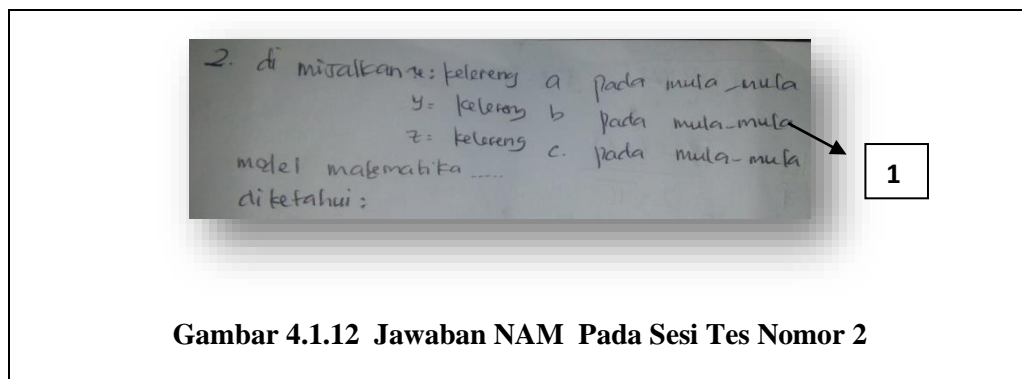 2. di misalkan x: kelereng a pada mula-mula
y= kelereng b pada mula-mula
z= kelereng c. pada mula-mula
model matematika .....
diketahui:
1
Gambar 4.1.12 Jawaban NAM Pada Sesi Tes Nomor 2